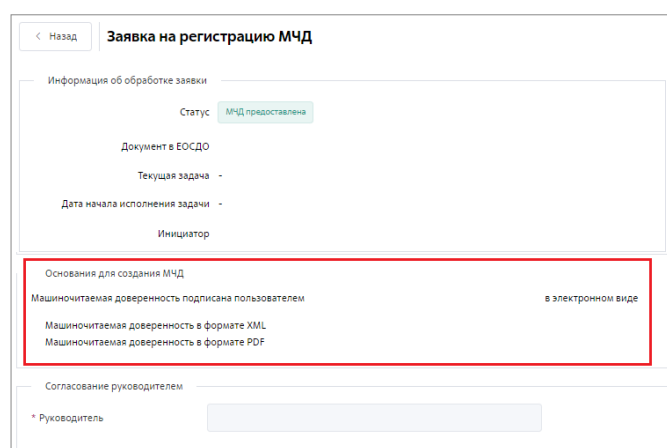 < Назад Заявка на регистрацию МЧД
Информация об обработке заявки
Статус МЧД предоставлена
Документ в ЕОСДО
Текущая задача -
Дата начала исполнения задачи -
Инициатор
Основания для создания МЧД
Машиночитаемая доверенность подписана пользователем в электронном виде
Машиночитаемая доверенность в формате XML
Машиночитаемая доверенность в формате PDF
Согласование руководителем
* Руководитель